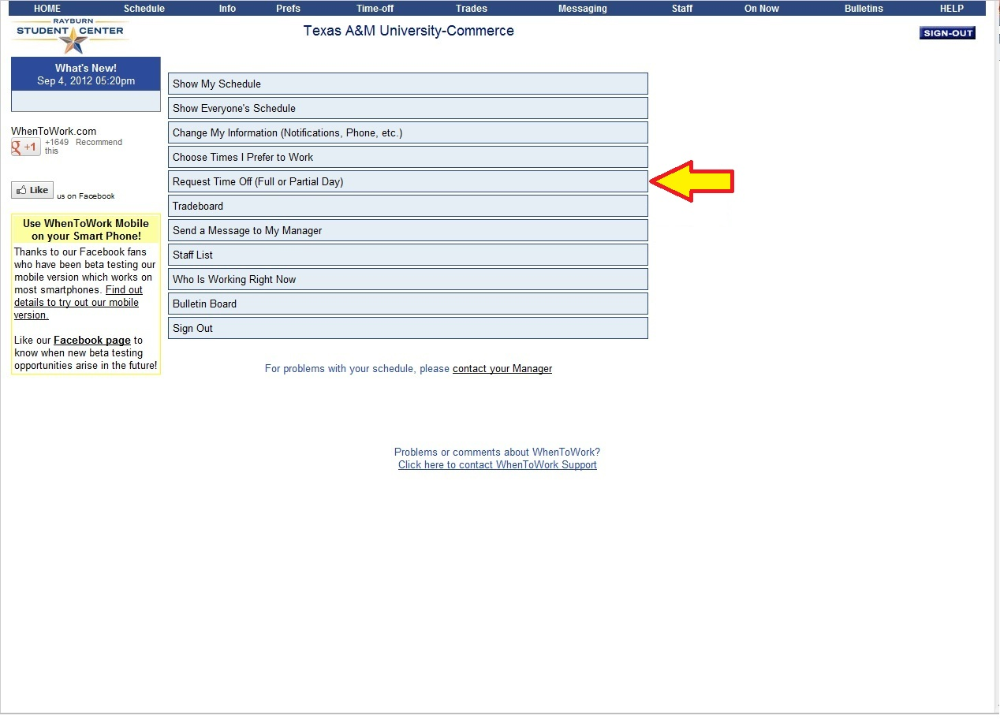 HOME Schedule Info Prefs Time-off Trades Messaging Staff On Now Bulletins HELP
RAYBURN
STUDENT CENTER
Texas A&M University-Commerce
SIGN-OUT
What's New!
Sep 4, 2012 05:20pm
WhenToWork.com
g +1 +1649 Recommend
this
Like us on Facebook
Use WhenToWork Mobile
on your Smart Phone!
Thanks to our Facebook fans
who have been beta testing our
mobile version which works on
most smartphones. Find out
details to try out our mobile
version.
Like our Facebook page to
know when new beta testing
opportunities arise in the future!
Show My Schedule
Show Everyone's Schedule
Change My Information (Notifications, Phone, etc.)
Choose Times I Prefer to Work
Request Time Off (Full or Partial Day)
Tradeboard
Send a Message to My Manager
Staff List
Who Is Working Right Now
Bulletin Board
Sign Out
For problems with your schedule, please contact your Manager
Problems or comments about WhenToWork?
Click here to contact WhenToWork Support